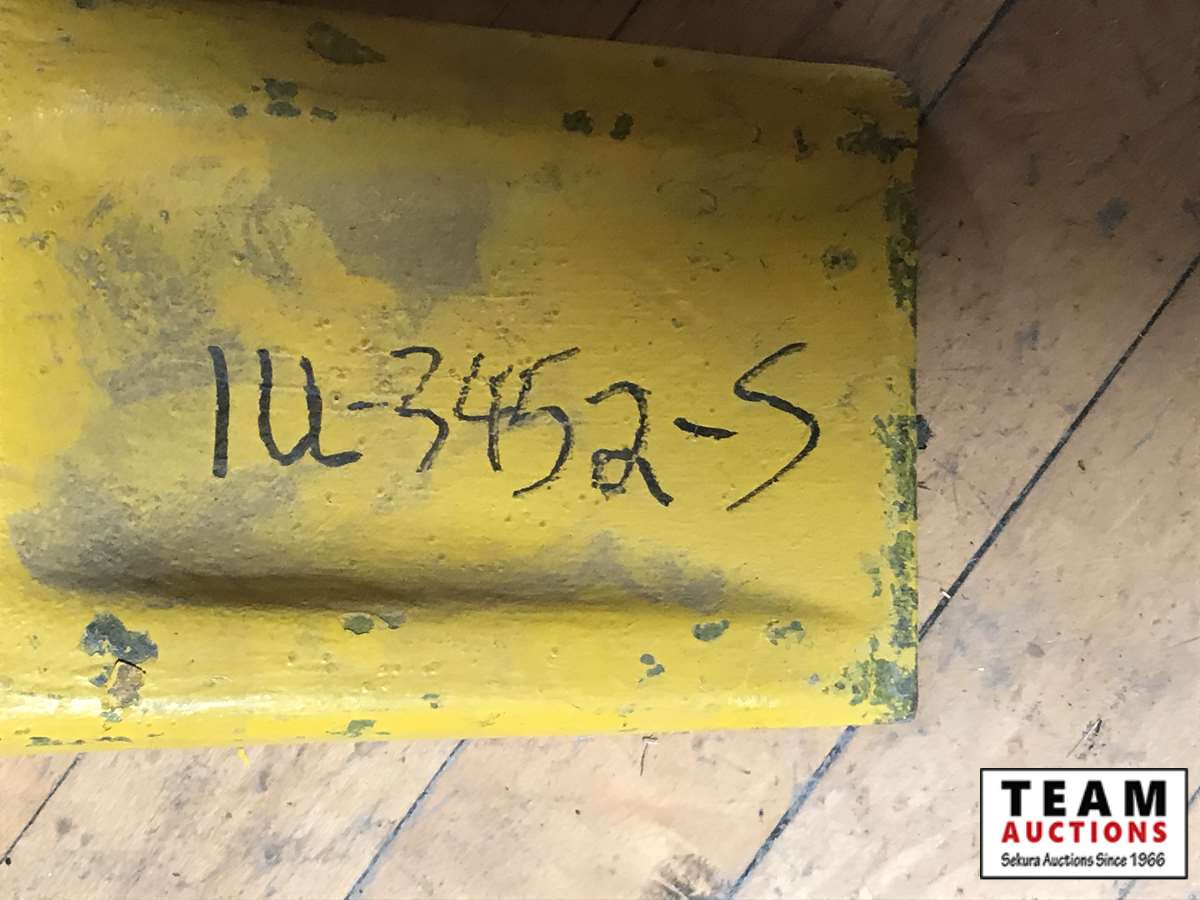 1U-3452-S
TEAM
AUCTIONS
Sekura Auctions Since 1966